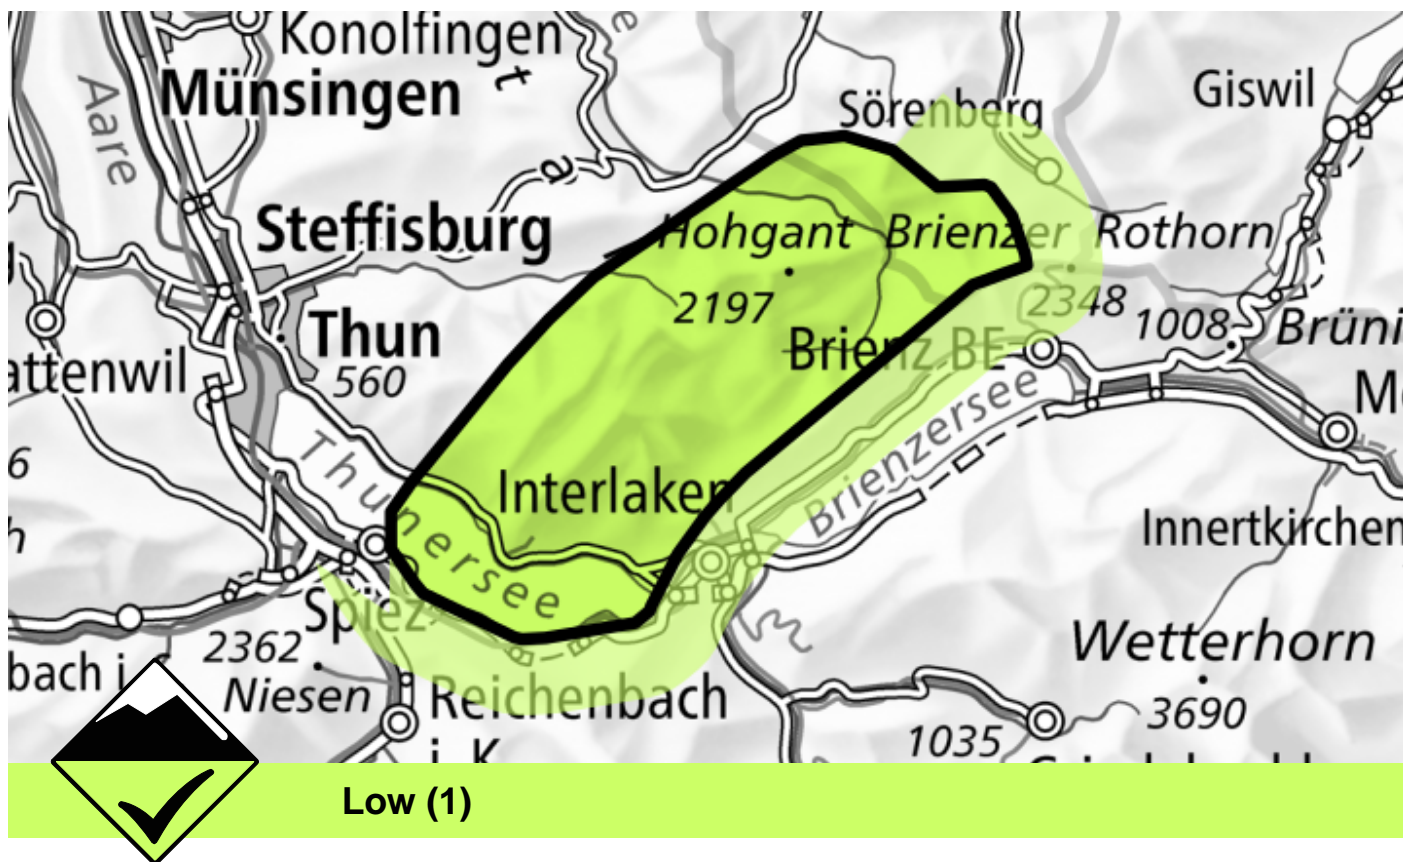 Konolfingen
t
e
Münsingen
Aare
Giswil
Sörenberg
a
Steffisburg
Hohgant
Brienzer Rothorn
g
2197
2348
1008
Brüni
Thun
560
Brienz BE
attenwil
M
6
Thunersee
Interlaken
Brienzersee
h
Innertkirchen
Spiez
2362
Niesen
bach i
Reichenbach
i. K
Wetterhorn
3690
1035
Low (1)